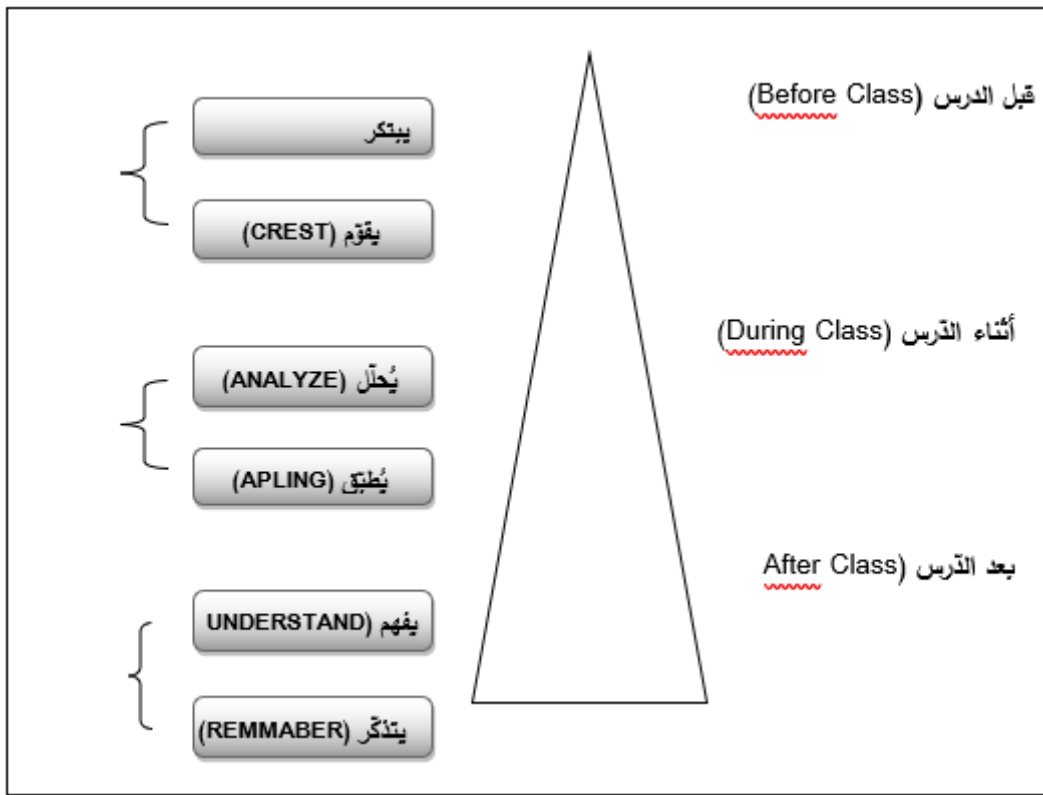 قبل الدرس (Before Class)
يبتكر
يقوّم (CREST)
أثناء الدّرس (During Class)
يُحلّل (ANALYZE)
يُطبّق (APLING)
بعد الدّرس (After Class
يفهم (UNDERSTAND
يتذكّر (REMMABER)